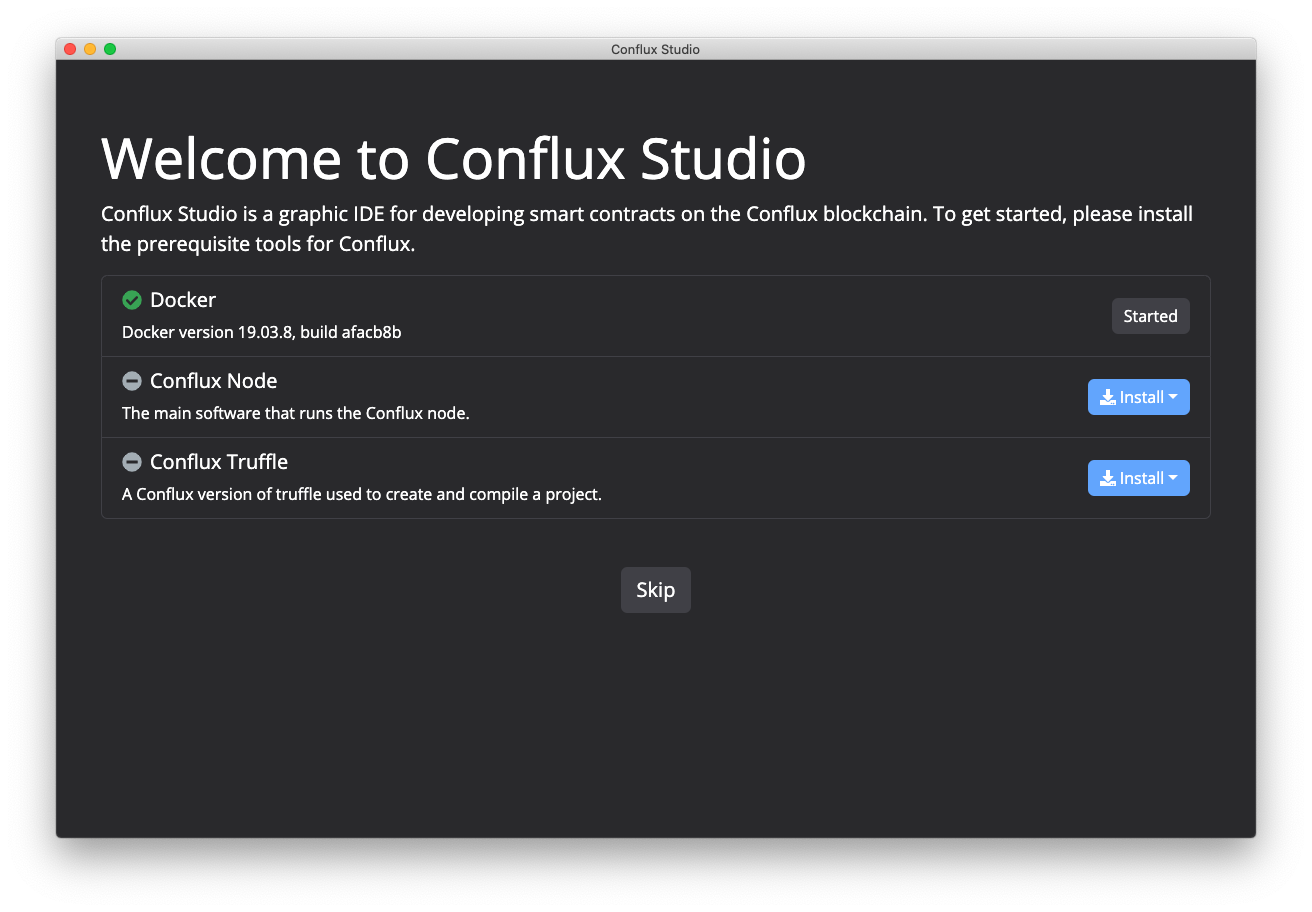 Conflux Studio
Welcome to Conflux Studio
Conflux Studio is a graphic IDE for developing smart contracts on the Conflux blockchain. To get started, please install
the prerequisite tools for Conflux.
Docker
Docker version 19.03.8, build afacb8b
Started
Conflux Node
The main software that runs the Conflux node.
Install
Conflux Truffle
A Conflux version of truffle used to create and compile a project.
Install
Skip